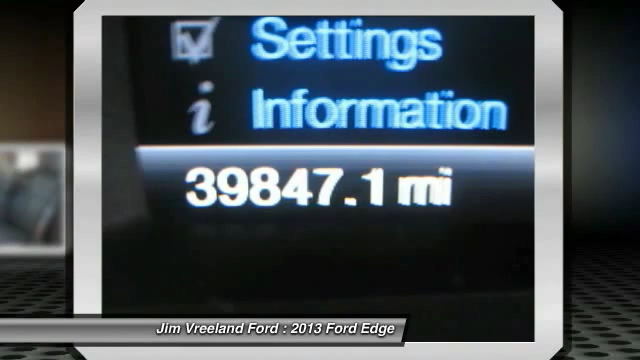 Settings
i Information
39847.1 mi
Jim Vreeland Ford : 2013 Ford Edge